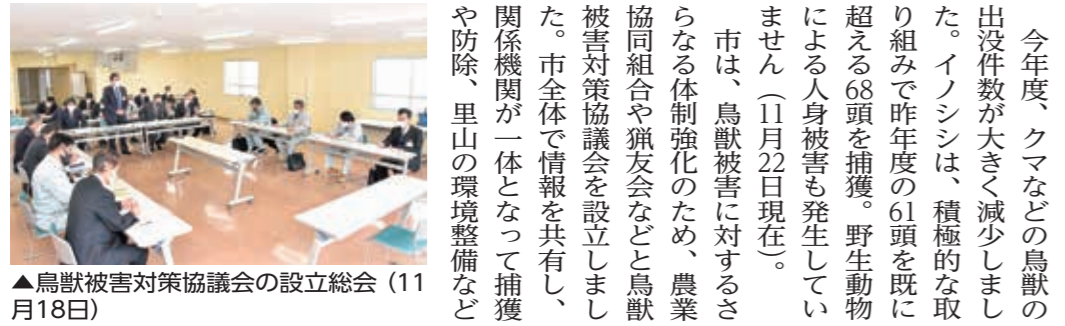 今年度、クマなどの鳥獣の
出没件数が大きく減少しまし
た。イノシシは、積極的な取
り組みで昨年度の61頭を既に
超える68頭を捕獲。野生動物
による人身被害も発生してい
ません（11月22日現在）。
市は、鳥獣被害に対するさ
らなる体制強化のため、農業
協同組合や猟友会などと鳥獣
被害対策協議会を設立しまし
た。市全体で情報を共有し、
関係機関が一体となって捕獲
や防除、里山の環境整備など
▲鳥獣被害対策協議会の設立総会（11
月18日）